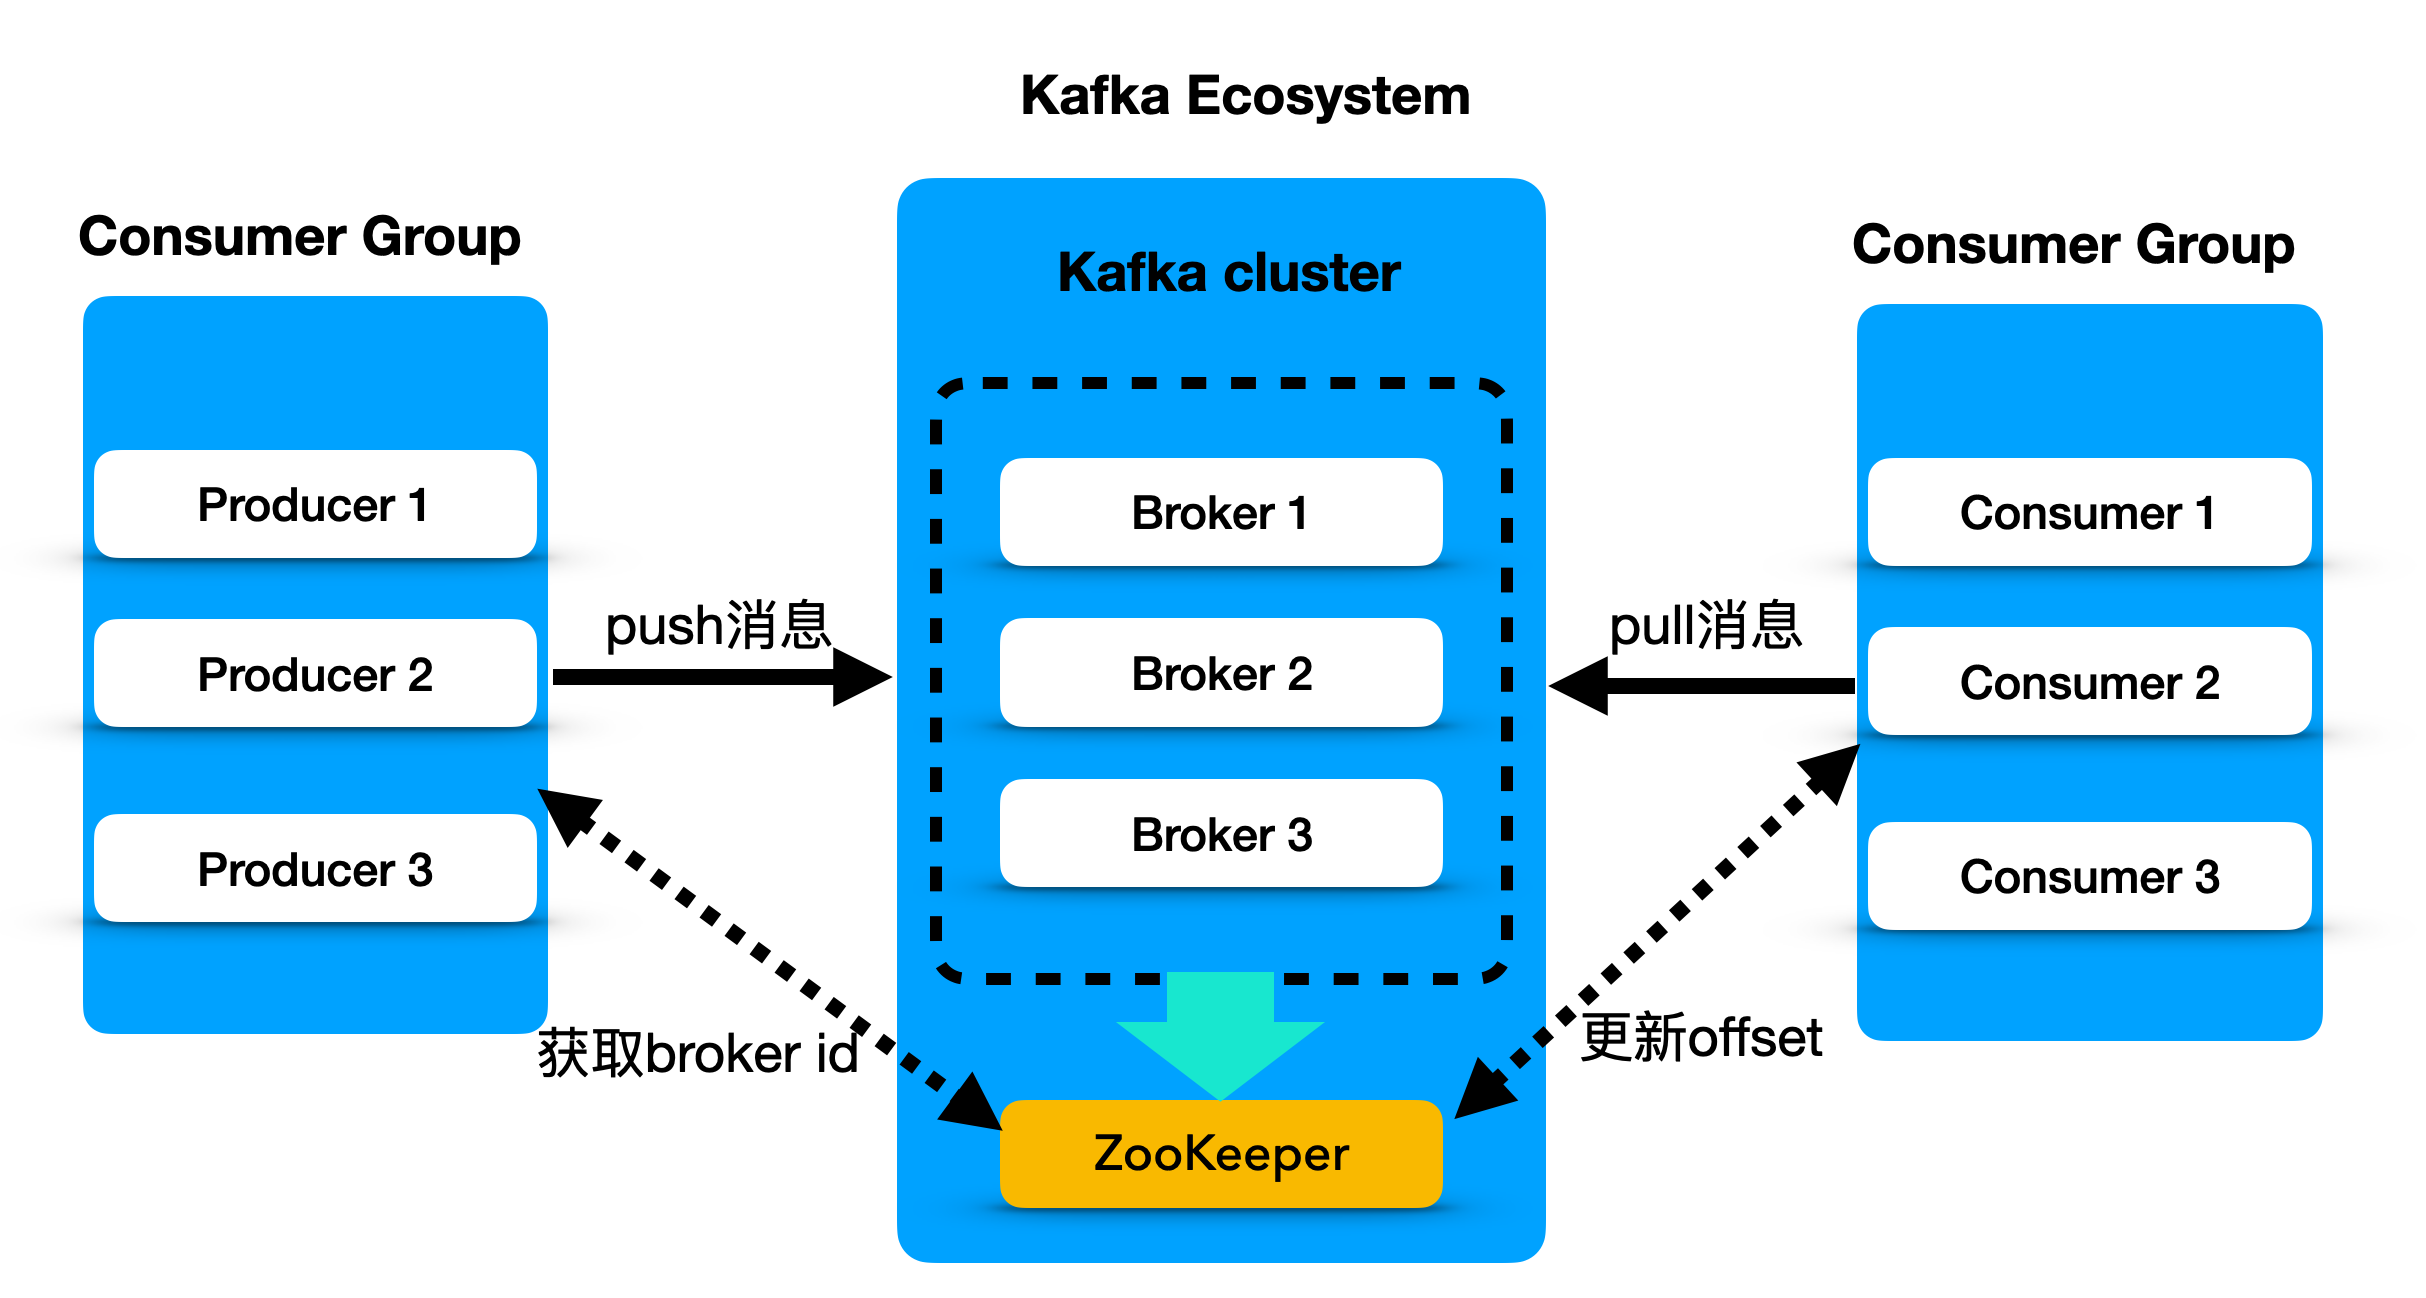 Kafka Ecosystem
Consumer Group
Producer 1
Producer 2
Producer 3
push消息
获取broker id
Kafka cluster
Broker 1
Broker 2
Broker 3
ZooKeeper
pull消息
更新offset
Consumer Group
Consumer 1
Consumer 2
Consumer 3